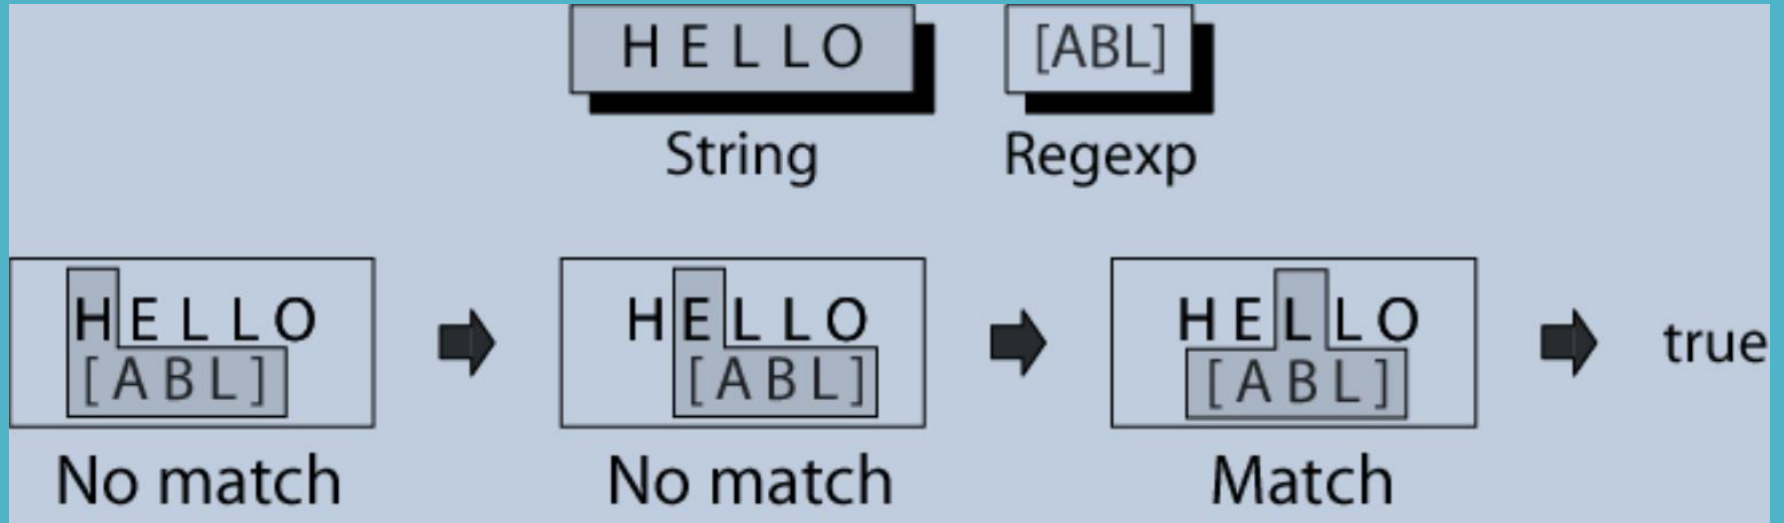 HELLO [ABL]
String Regexp
HELLO HELLO HELLO true
[ABL] [ABL] [ABL]
No match No match Match